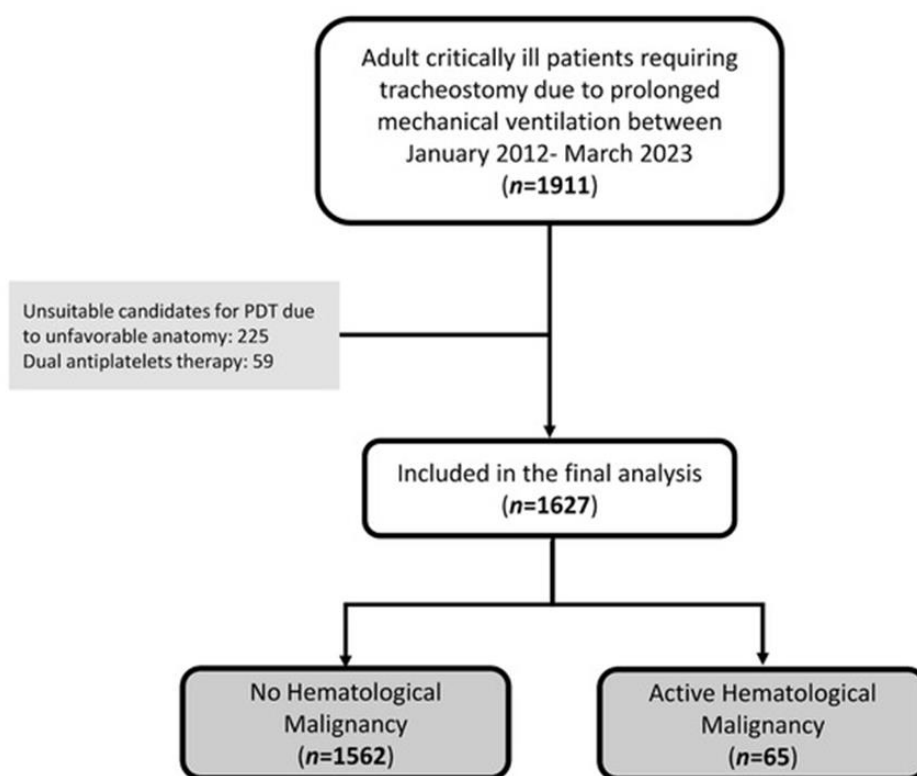 Adult critically ill patients requiring
tracheostomy due to prolonged
mechanical ventilation between
January 2012- March 2023
(n=1911)
Unsuitable candidates for PDT due
to unfavorable anatomy: 225
Dual antiplatelets therapy: 59
Included in the final analysis
(n=1627)
No Hematological
Malignancy
(n=1562)
Active Hematological
Malignancy
(n=65)